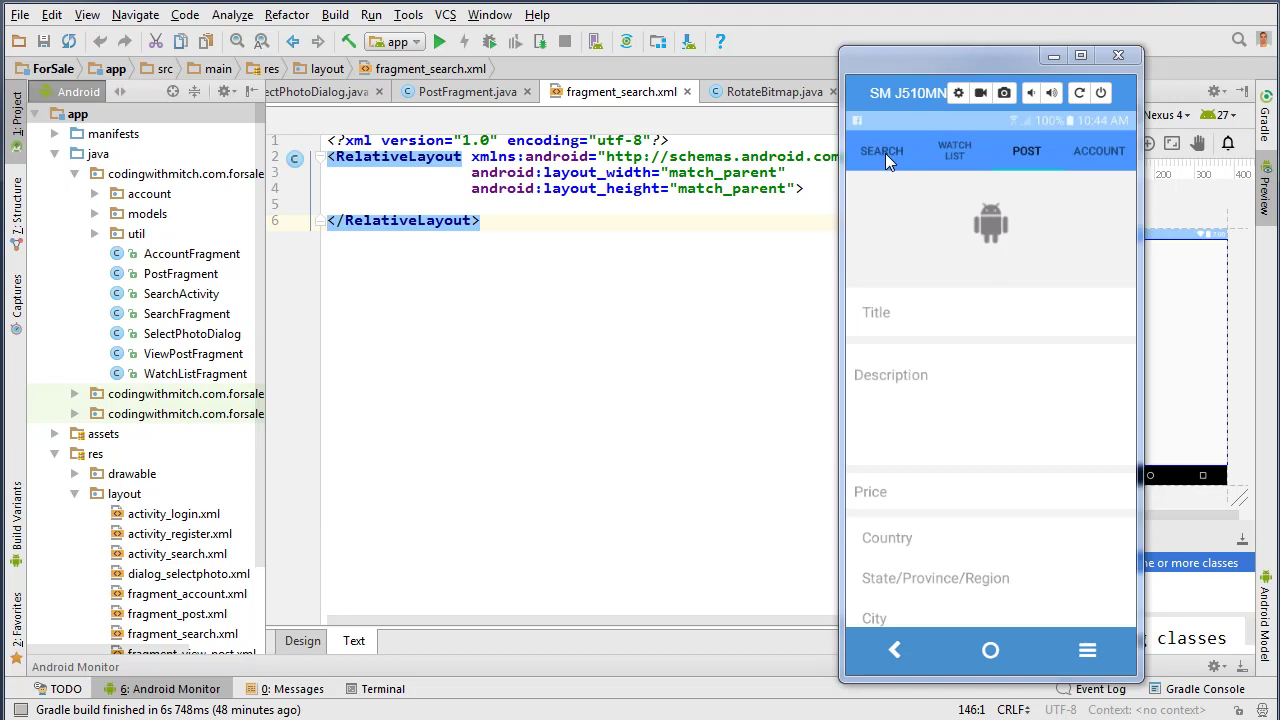 File Edit View Navigate Code Analyze Refactor Build Run Tools VCS Window Help
app
ForSale app src main res layout fragment_search.xml
Nexus 4 27
Android
ectPhotoDialog.java PostFragment.java fragment_search.xml RotateBitmap.java
1: Project
7: Structure
Captures
Build Variants
2: Favorites
app
manifests
java
codingwithmitch.com.forsale
account
models
util
AccountFragment
PostFragment
SearchActivity
SearchFragment
SelectPhotoDialog
ViewPostFragment
WatchListFragment
codingwithmitch.com.forsale
codingwithmitch.com.forsale
assets
res
drawable
layout
activity_login.xml
activity_register.xml
activity_search.xml
dialog_selectphoto.xml
fragment_account.xml
fragment_post.xml
fragment_search.xml
fragment_view_post.xml
1 <?xml version="1.0" encoding="utf-8"?>
2 <RelativeLayout xmlns:android="http://schemas.android.com
3 android:layout_width="match_parent"
4 android:layout_height="match_parent">
5
6 </RelativeLayout>
Design Text
SM J510MN
100% 10:44 AM
SEARCH WATCH LIST POST ACCOUNT
Title
Description
Price
Country
State/Province/Region
City
200 300 400
7:00
ne or more classes
g classes
Gradle
Preview
Android Model
Android Monitor
TODO 6: Android Monitor 0: Messages Terminal Event Log Gradle Console
Gradle build finished in 6s 748ms (48 minutes ago) 146:1 CRLF UTF-8 Context: <no context>